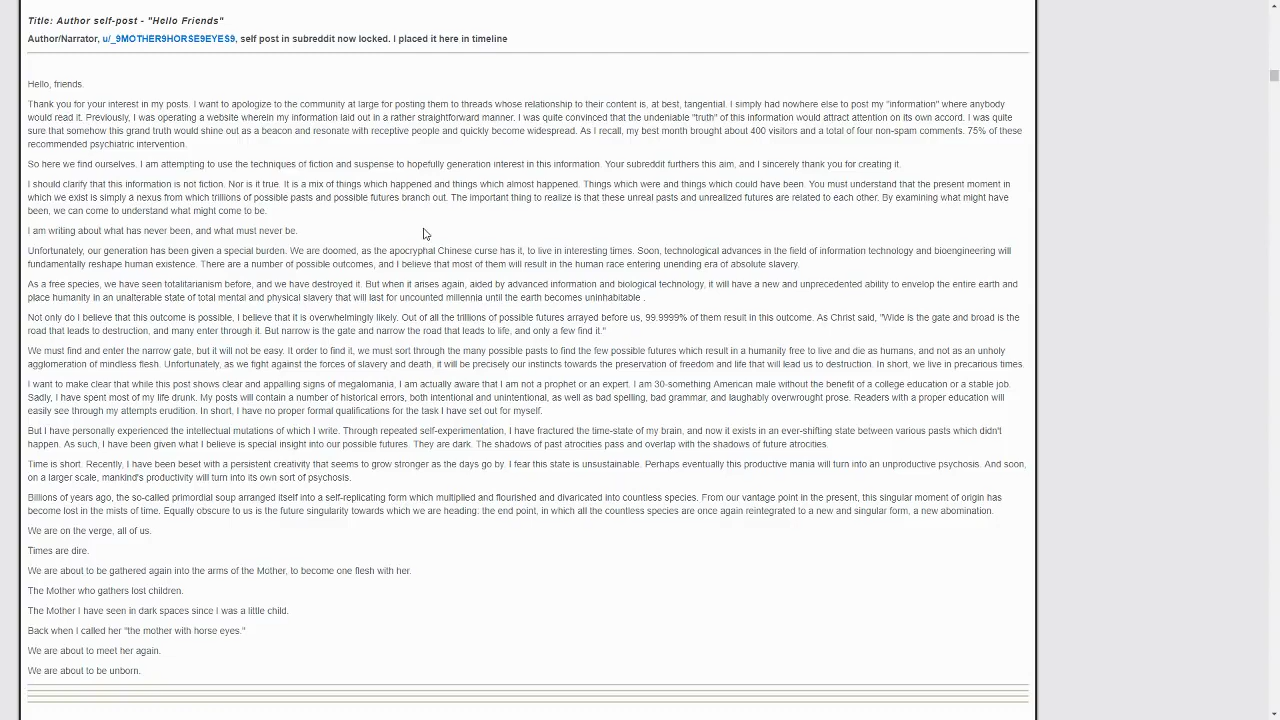 Title: Author self-post - "Hello Friends"
Author/Narrator, u/_9MOTHER9HORSE9EYES9, self post in subreddit now locked. I placed it here in timeline
Hello, friends.
Thank you for your interest in my posts. I want to apologize to the community at large for posting them to threads whose relationship to their content is, at best, tangential. I simply had nowhere else to post my "information" where anybody
would read it. Previously, I was operating a website wherein my information laid out in a rather straightforward manner. I was quite convinced that the undeniable "truth" of this information would attract attention on its own accord. I was quite
sure that somehow this grand truth would shine out as a beacon and resonate with receptive people and quickly become widespread. As I recall, my best month brought about 400 visitors and a total of four non-spam comments. 75% of these
recommended psychiatric intervention.
So here we find ourselves. I am attempting to use the techniques of fiction and suspense to hopefully generation interest in this information. Your subreddit furthers this aim, and I sincerely thank you for creating it.
I should clarify that this information is not fiction. Nor is it true. It is a mix of things which happened and things which almost happened. Things which were and things which could have been. You must understand that the present moment in
which we exist is simply a nexus from which trillions of possible pasts and possible futures branch out. The important thing to realize is that these unreal pasts and unrealized futures are related to each other. By examining what might have
been, we can come to understand what might come to be.
I am writing about what has never been, and what must never be.
Unfortunately, our generation has been given a special burden. We are doomed, as the apocryphal Chinese curse has it, to live in interesting times. Soon, technological advances in the field of information technology and bioengineering will
fundamentally reshape human existence. There are a number of possible outcomes, and I believe that most of them will result in the human race entering unending era of absolute slavery.
As a free species, we have seen totalitarianism before, and we have destroyed it. But when it arises again, aided by advanced information and biological technology, it will have a new and unprecedented ability to envelop the entire earth and
place humanity in an unalterable state of total mental and physical slavery that will last for uncounted millennia until the earth becomes uninhabitable .
Not only do I believe that this outcome is possible, I believe that it is overwhelmingly likely. Out of all the trillions of possible futures arrayed before us, 99.9999% of them result in this outcome. As Christ said, "Wide is the gate and broad is the
road that leads to destruction, and many enter through it. But narrow is the gate and narrow the road that leads to life, and only a few find it."
We must find and enter the narrow gate, but it will not be easy. It order to find it, we must sort through the many possible pasts to find the few possible futures which result in a humanity free to live and die as humans, and not as an unholy
agglomeration of mindless flesh. Unfortunately, as we fight against the forces of slavery and death, it will be precisely our instincts towards the preservation of freedom and life that will lead us to destruction. In short, we live in precarious times.
I want to make clear that while this post shows clear and appalling signs of megalomania, I am actually aware that I am not a prophet or an expert. I am 30-something American male without the benefit of a college education or a stable job.
Sadly, I have spent most of my life drunk. My posts will contain a number of historical errors, both intentional and unintentional, as well as bad spelling, bad grammar, and laughably overwrought prose. Readers with a proper education will
easily see through my attempts erudition. In short, I have no proper formal qualifications for the task I have set out for myself.
But I have personally experienced the intellectual mutations of which I write. Through repeated self-experimentation, I have fractured the time-state of my brain, and now it exists in an ever-shifting state between various pasts which didn't
happen. As such, I have been given what I believe is special insight into our possible futures. They are dark. The shadows of past atrocities pass and overlap with the shadows of future atrocities.
Time is short. Recently, I have been beset with a persistent creativity that seems to grow stronger as the days go by. I fear this state is unsustainable. Perhaps eventually this productive mania will turn into an unproductive psychosis. And soon,
on a larger scale, mankind's productivity will turn into its own sort of psychosis.
Billions of years ago, the so-called primordial soup arranged itself into a self-replicating form which multiplied and flourished and divaricated into countless species. From our vantage point in the present, this singular moment of origin has
become lost in the mists of time. Equally obscure to us is the future singularity towards which we are heading: the end point, in which all the countless species are once again reintegrated to a new and singular form, a new abomination.
We are on the verge, all of us.
Times are dire.
We are about to be gathered again into the arms of the Mother, to become one flesh with her.
The Mother who gathers lost children.
The Mother I have seen in dark spaces since I was a little child.
Back when I called her "the mother with horse eyes."
We are about to meet her again.
We are about to be unborn.